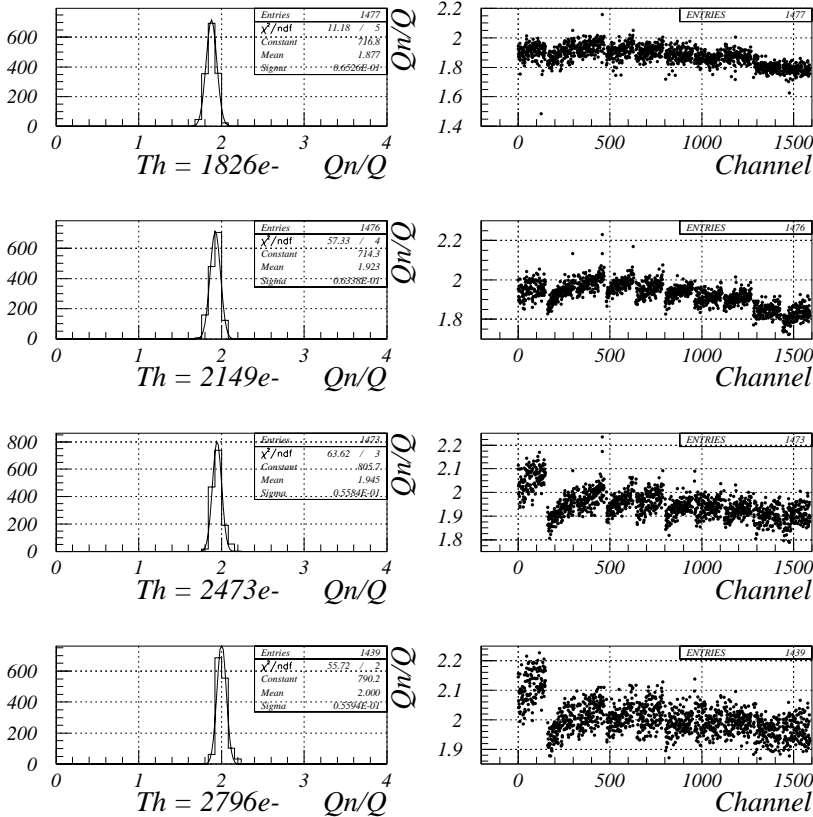 Entries 1477
χ²/ndf 11.18 / 5
Constant 716.8
Mean 1.877
Sigma 0.6526E-01
600
400
200
0
0 1 2 3 4
Th = 1826e- Qn/Q
Qn/Q
ENTRIES 1477
2.2
2
1.8
1.6
1.4
0 500 1000 1500
Channel
Entries 1476
χ²/ndf 57.33 / 4
Constant 714.3
Mean 1.923
Sigma 0.6338E-01
600
400
200
0
0 1 2 3 4
Th = 2149e- Qn/Q
Qn/Q
ENTRIES 1476
2.2
2
1.8
0 500 1000 1500
Channel
Entries 1473
χ²/ndf 63.62 / 3
Constant 805.7
Mean 1.945
Sigma 0.5584E-01
800
600
400
200
0
0 1 2 3 4
Th = 2473e- Qn/Q
Qn/Q
ENTRIES 1473
2.2
2.1
2
1.9
1.8
0 500 1000 1500
Channel
Entries 1439
χ²/ndf 55.72 / 2
Constant 790.2
Mean 2.000
Sigma 0.5594E-01
600
400
200
0
0 1 2 3 4
Th = 2796e- Qn/Q
Qn/Q
ENTRIES 1439
2.2
2.1
2
1.9
0 500 1000 1500
Channel